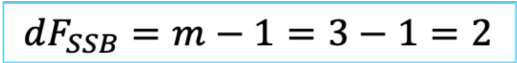 dF_SSB = m − 1 = 3 − 1 = 2